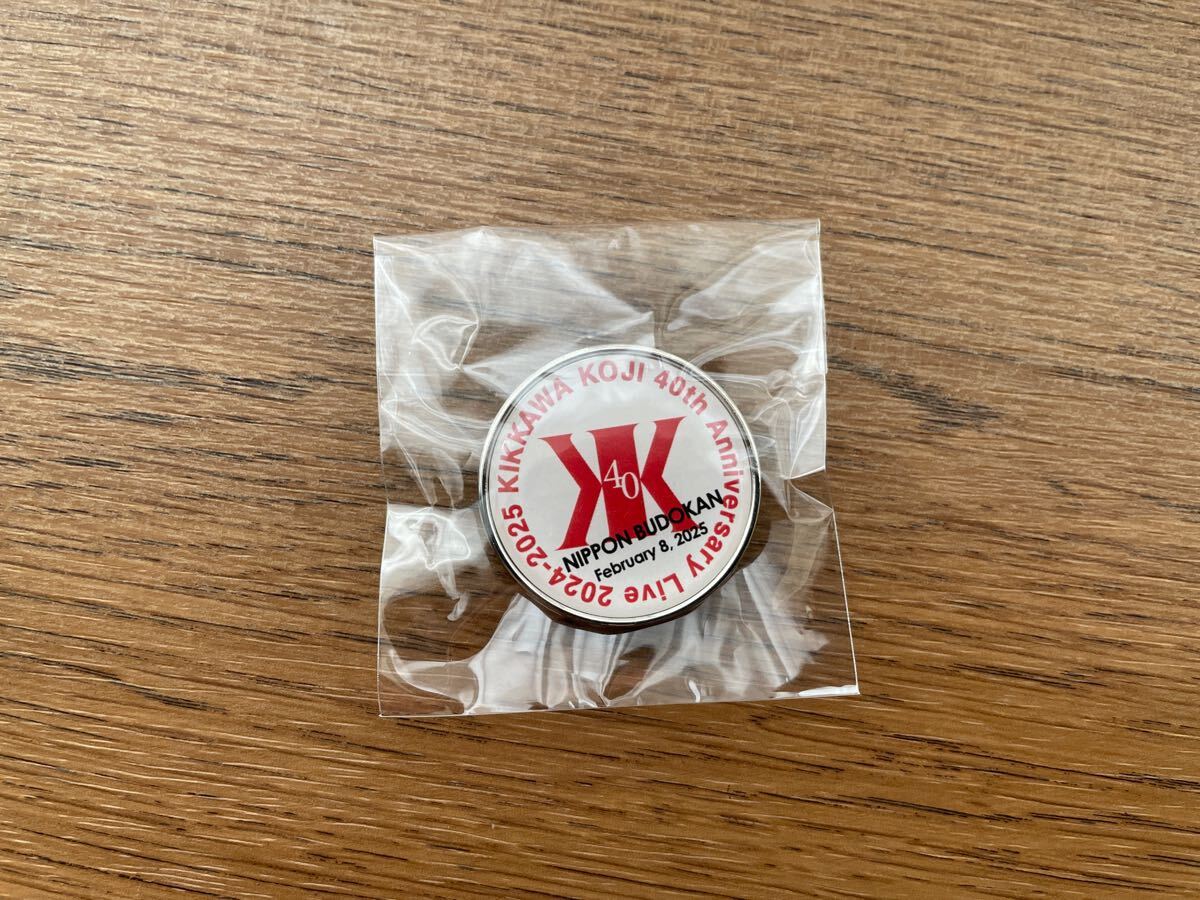 KIKKAWA KOJI 40th Anniversary Live 2024-2025
KK
40
NIPPON BUDOKAN
February 8, 2025